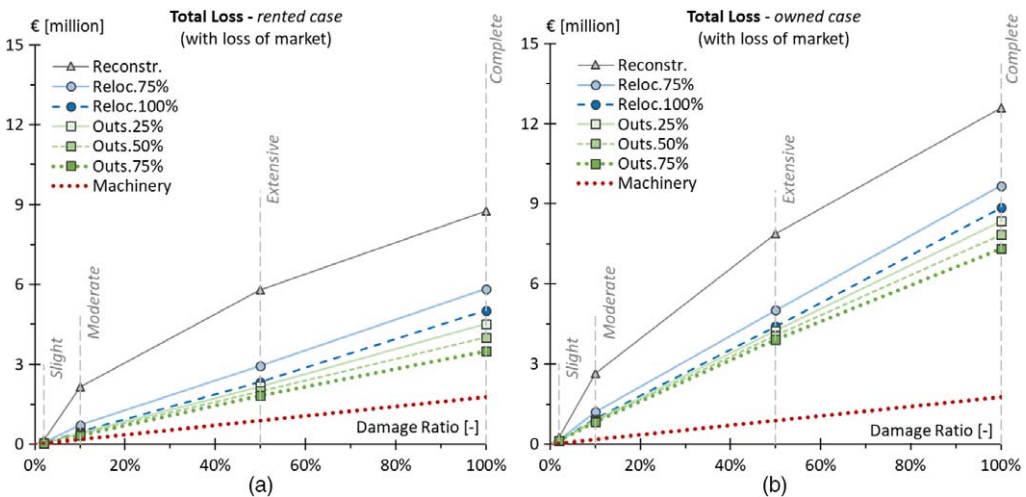 Total Loss - rented case
(with loss of market)
€ [million]
15
12
9
6
3
0
Reconstr.
Reloc.75%
Reloc.100%
Outs.25%
Outs.50%
Outs.75%
Machinery
Slight
Moderate
Extensive
Complete
Damage Ratio [-]
0%
20%
40%
60%
80%
100%
(a)
Total Loss - owned case
(with loss of market)
€ [million]
15
12
9
6
3
0
Reconstr.
Reloc.75%
Reloc.100%
Outs.25%
Outs.50%
Outs.75%
Machinery
Slight
Moderate
Extensive
Complete
Damage Ratio [-]
0%
20%
40%
60%
80%
100%
(b)